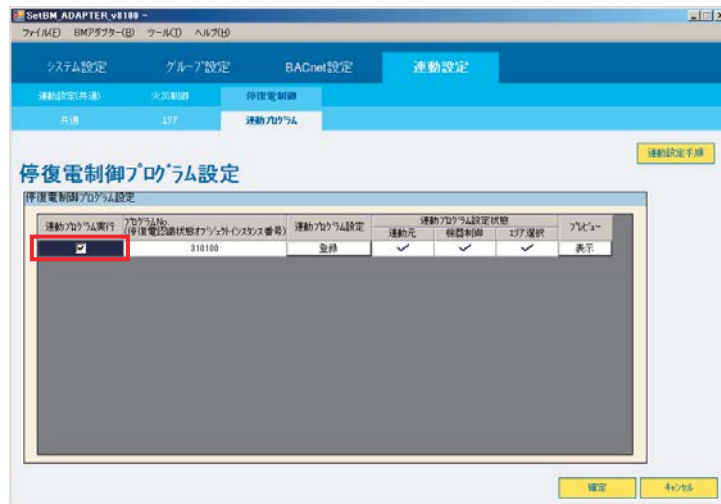 SetBM_ADAPTER_v8100 -
ファイル(F) BMアダプター(B) ツール(T) ヘルプ(H)
システム設定 グループ設定 BACnet設定 連動設定
連動設定(共通) 火災制御 停復電制御
共通 エリア 連動プログラム
連動設定手順
停復電制御プログラム設定
停復電制御プログラム設定
連動プログラム実行 プログラムNo. (停復電認識状態オブジェクトインスタンス番号) 連動プログラム設定 連動プログラム設定状態 プレビュー
連動元 機器制御 エリア選択
310100 登録 表示
確定 キャンセル